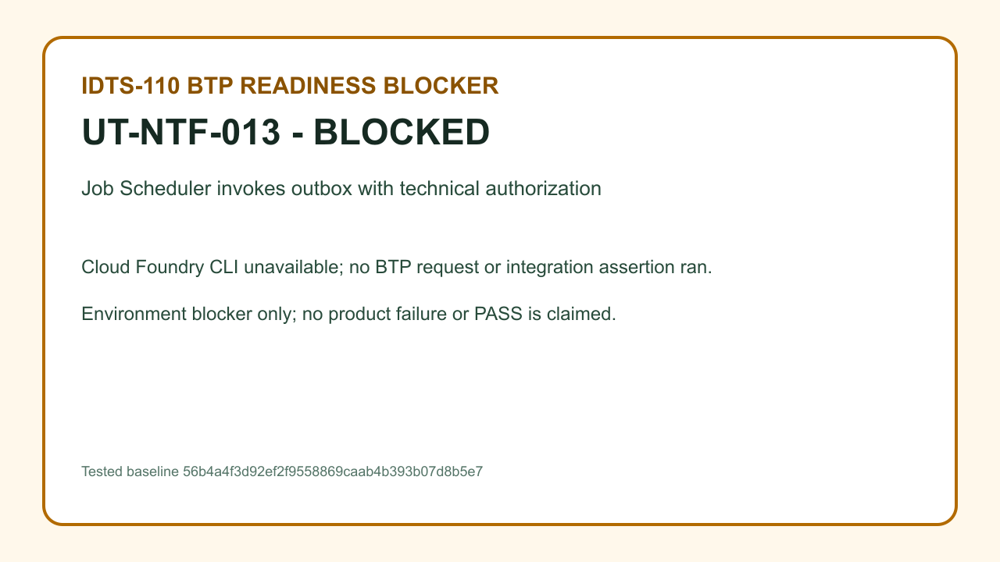 IDTS-110 BTP READINESS BLOCKER
UT-NTF-013 - BLOCKED
Job Scheduler invokes outbox with technical authorization
Cloud Foundry CLI unavailable; no BTP request or integration assertion ran.
Environment blocker only; no product failure or PASS is claimed.
Tested baseline 56b4a4f3d92ef2f9558869caab4b393b07d8b5e7